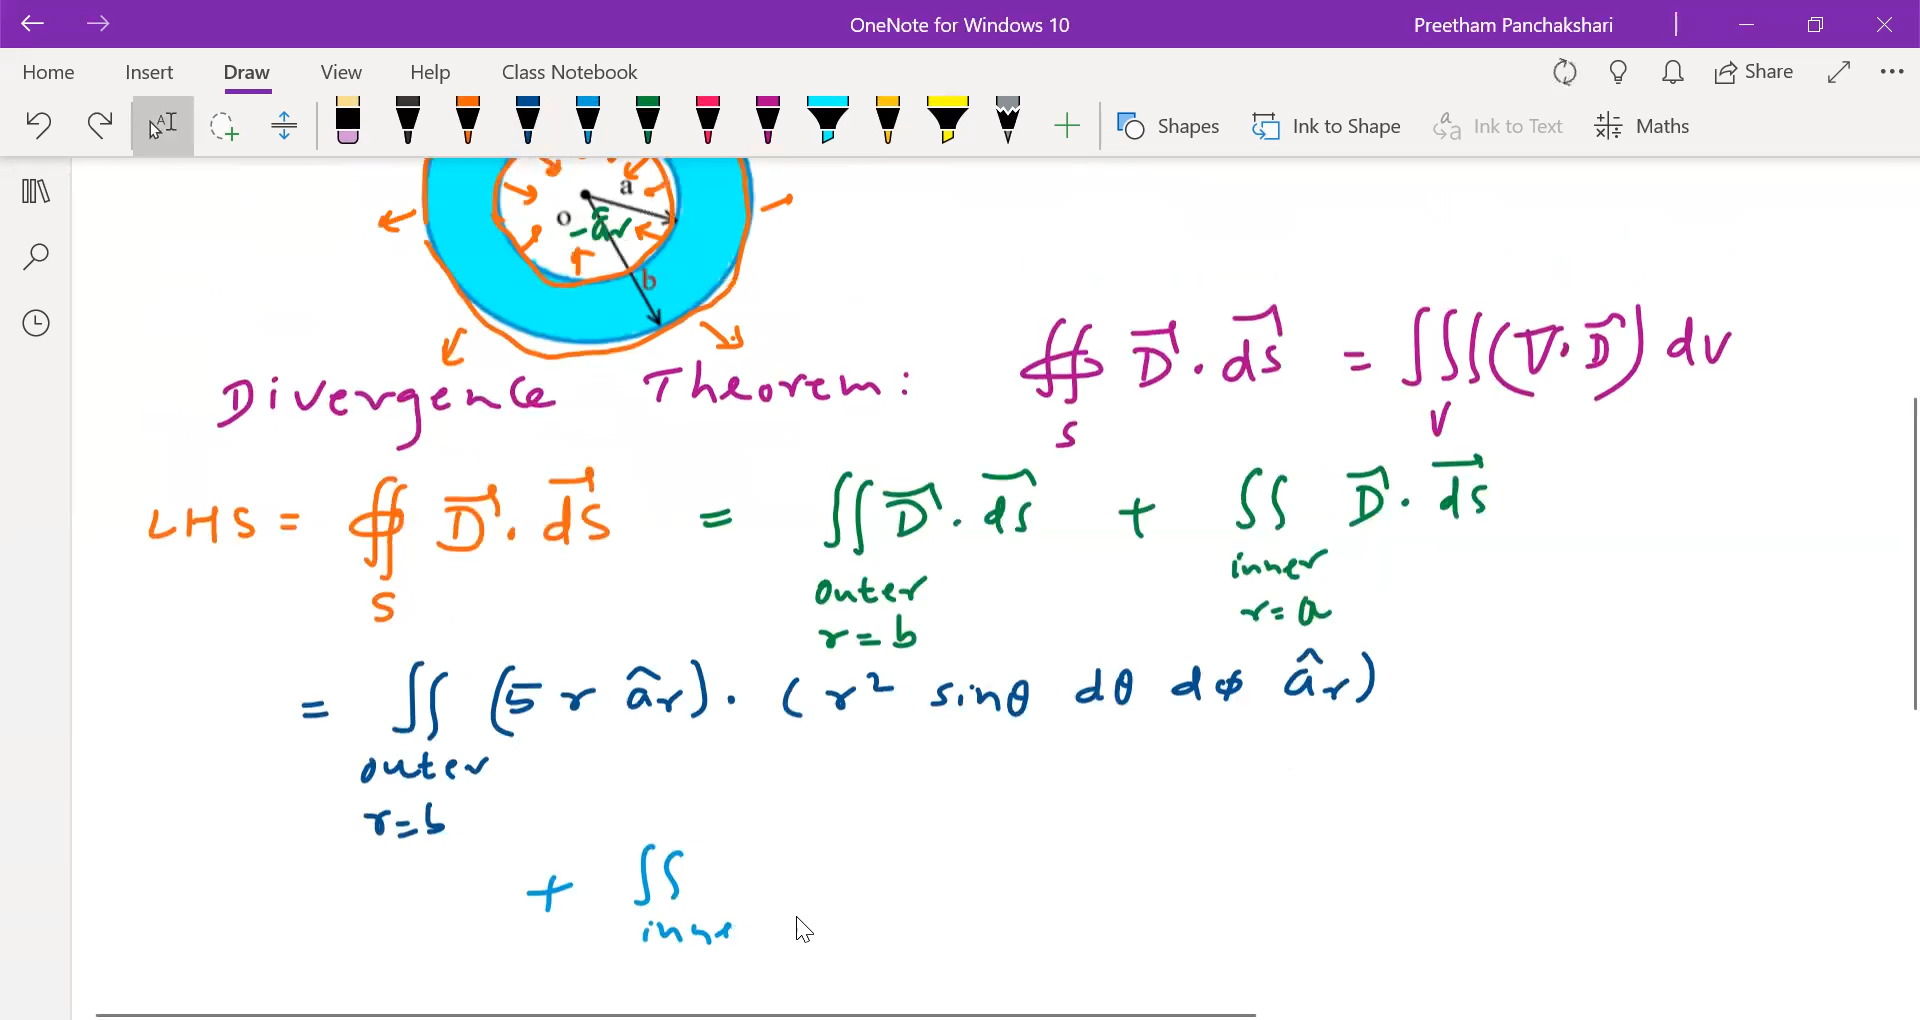 OneNote for Windows 10
Preetham Panchakshari
Home Insert Draw View Help Class Notebook
Share
Shapes Ink to Shape Ink to Text Maths
a
o
-âr
b
Divergence Theorem: ∯ D⃗ . ds⃗ = ∫∫∫ (∇ . D⃗) dv
S V
LHS = ∯ D⃗ . ds⃗ = ∫∫ D⃗ . ds⃗ + ∫∫ D⃗ . ds⃗
S outer inner
r = b r = a
= ∫∫ (5 r âr) . (r² sinθ dθ dϕ âr)
outer
r = b
+ ∫∫
inne